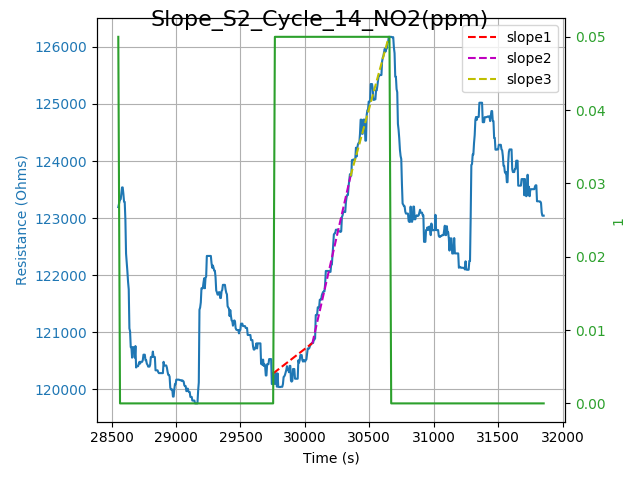 Slope_S2_Cycle_14_NO2(ppm)
126000
125000
124000
123000
122000
121000
120000
Resistance (Ohms)
slope1
slope2
slope3
0.05
0.04
0.03
0.02
0.01
0.00
1
28500 29000 29500 30000 30500 31000 31500 32000
Time (s)